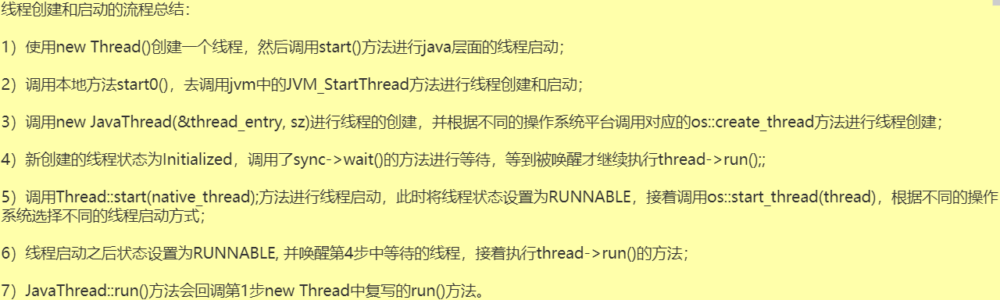 线程创建和启动的流程总结：
1）使用new Thread()创建一个线程，然后调用start()方法进行java层面的线程启动；
2）调用本地方法start0()，去调用jvm中的JVM_StartThread方法进行线程创建和启动；
3）调用new JavaThread(&thread_entry, sz)进行线程的创建，并根据不同的操作系统平台调用对应的os::create_thread方法进行线程创建；
4）新创建的线程状态为Initialized，调用了sync->wait()的方法进行等待，等到被唤醒才继续执行thread->run();;
5）调用Thread::start(native_thread);方法进行线程启动，此时将线程状态设置为RUNNABLE，接着调用os::start_thread(thread)，根据不同的操作
系统选择不同的线程启动方式；
6）线程启动之后状态设置为RUNNABLE, 并唤醒第4步中等待的线程，接着执行thread->run()的方法；
7）JavaThread::run()方法会回调第1步new Thread中复写的run()方法。